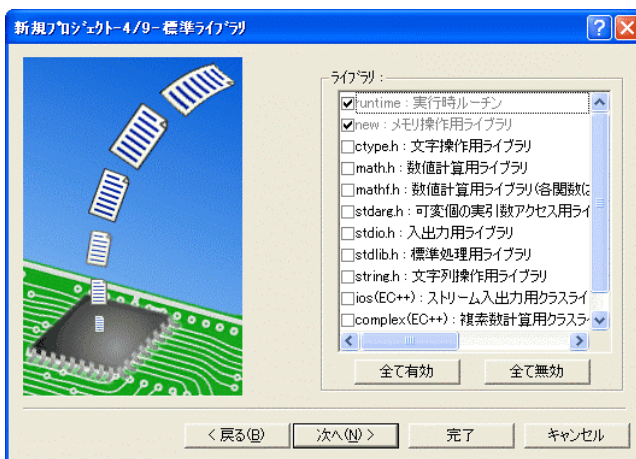 新規プロジェクト-4/9-標準ライブラリ
ライブラリ :
runtime : 実行時ルーチン
new : メモリ操作用ライブラリ
ctype.h : 文字操作用ライブラリ
math.h : 数値計算用ライブラリ
mathf.h : 数値計算用ライブラリ(各関数は
stdarg.h : 可変個の実引数アクセス用ライ
stdio.h : 入出力用ライブラリ
stdlib.h : 標準処理用ライブラリ
string.h : 文字列操作用ライブラリ
ios(EC++) : ストリーム入出力用クラスライ
complex(EC++) : 複素数計算用クラスラ
全て有効 全て無効
< 戻る(B) 次へ(N) > 完了 キャンセル